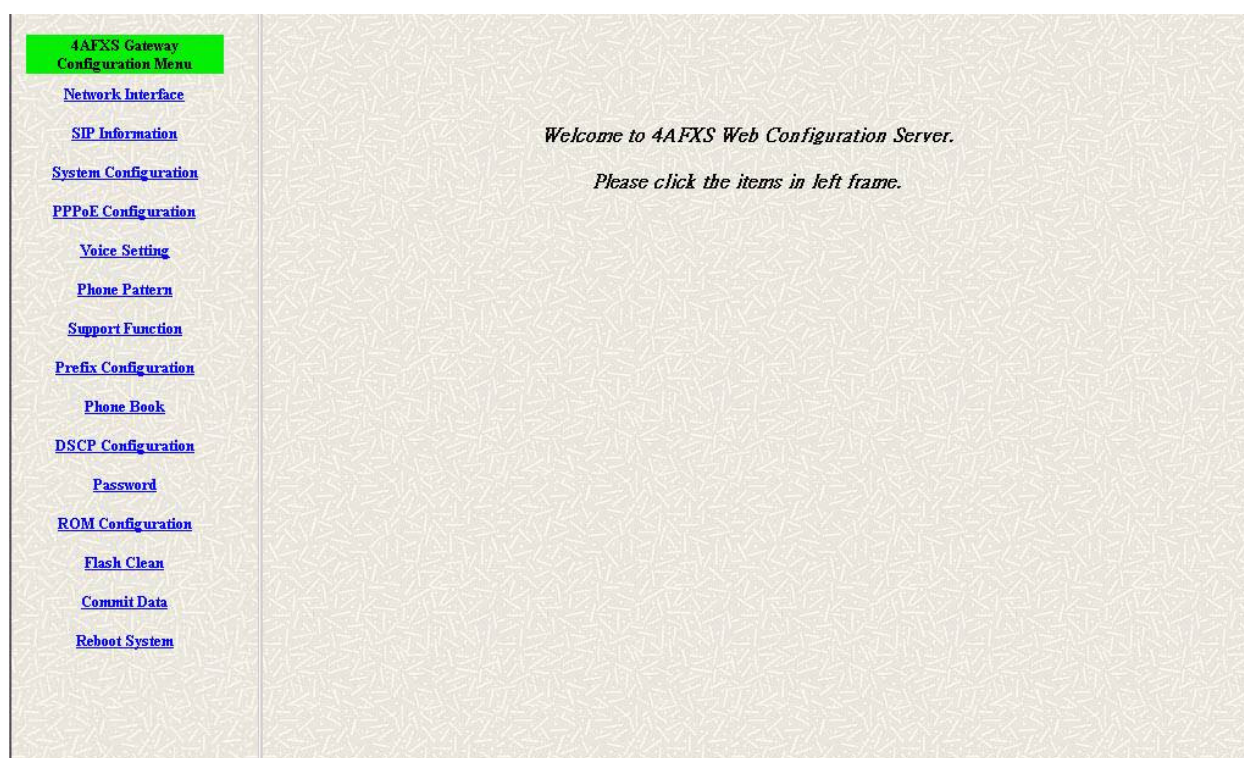 4AFXS Gateway
Configuration Menu
Network Interface
SIP Information
System Configuration
PPPoE Configuration
Voice Setting
Phone Pattern
Support Function
Prefix Configuration
Phone Book
DSCP Configuration
Password
ROM Configuration
Flash Clean
Commit Data
Reboot System
Welcome to 4AFXS Web Configuration Server.
Please click the items in left frame.